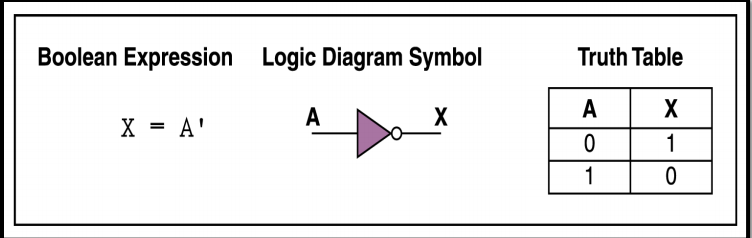 Boolean Expression Logic Diagram Symbol Truth Table
X = A'
A X
A X
0 1
1 0